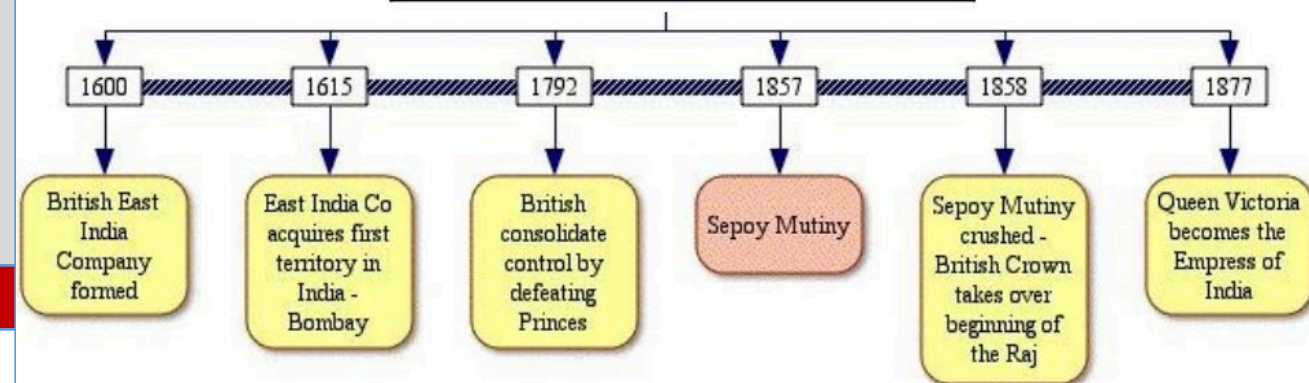 1600
1615
1792
1857
1858
1877
British East
India
Company
formed
East India Co
acquires first
territory in
India -
Bombay
British
consolidate
control by
defeating
Princes
Sepoy Mutiny
Sepoy Mutiny
crushed -
British Crown
takes over
beginning of
the Raj
Queen Victoria
becomes the
Empress of
India